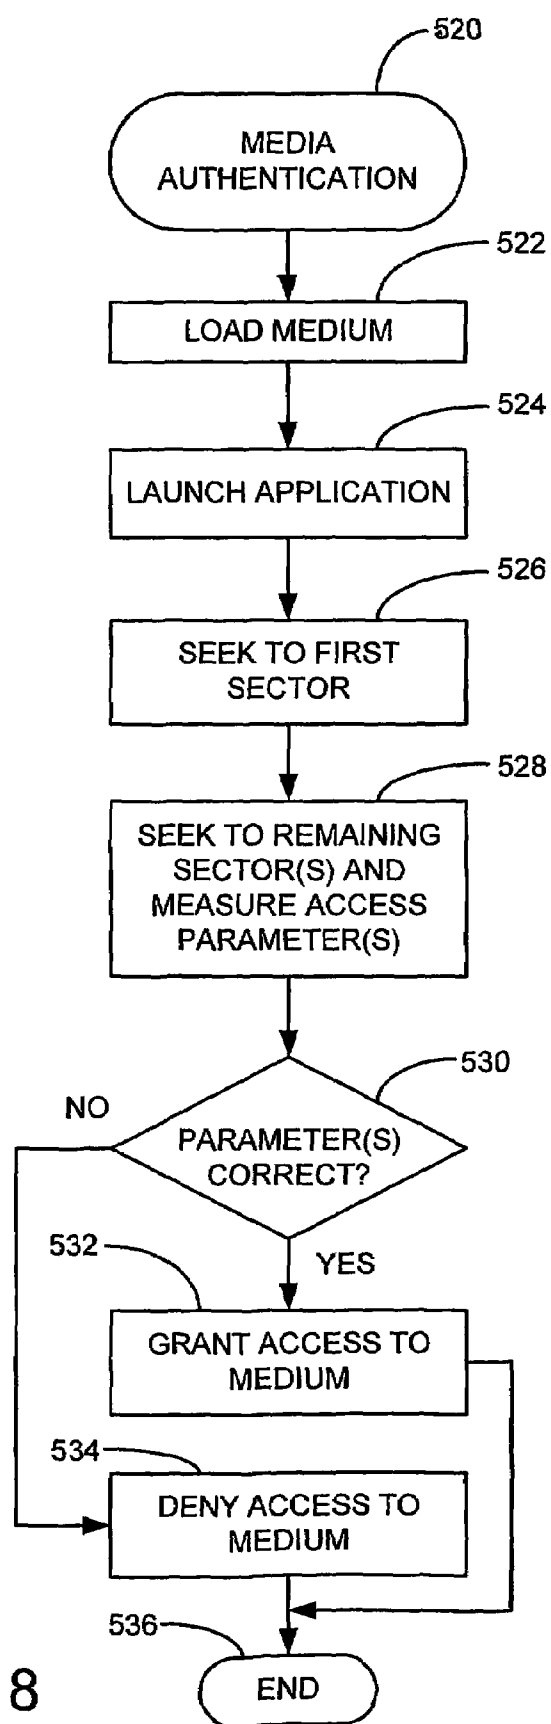 520
MEDIA
AUTHENTICATION
522
LOAD MEDIUM
524
LAUNCH APPLICATION
526
SEEK TO FIRST
SECTOR
528
SEEK TO REMAINING
SECTOR(S) AND
MEASURE ACCESS
PARAMETER(S)
530
NO
PARAMETER(S)
CORRECT?
532
YES
GRANT ACCESS TO
MEDIUM
534
DENY ACCESS TO
MEDIUM
536
END
8